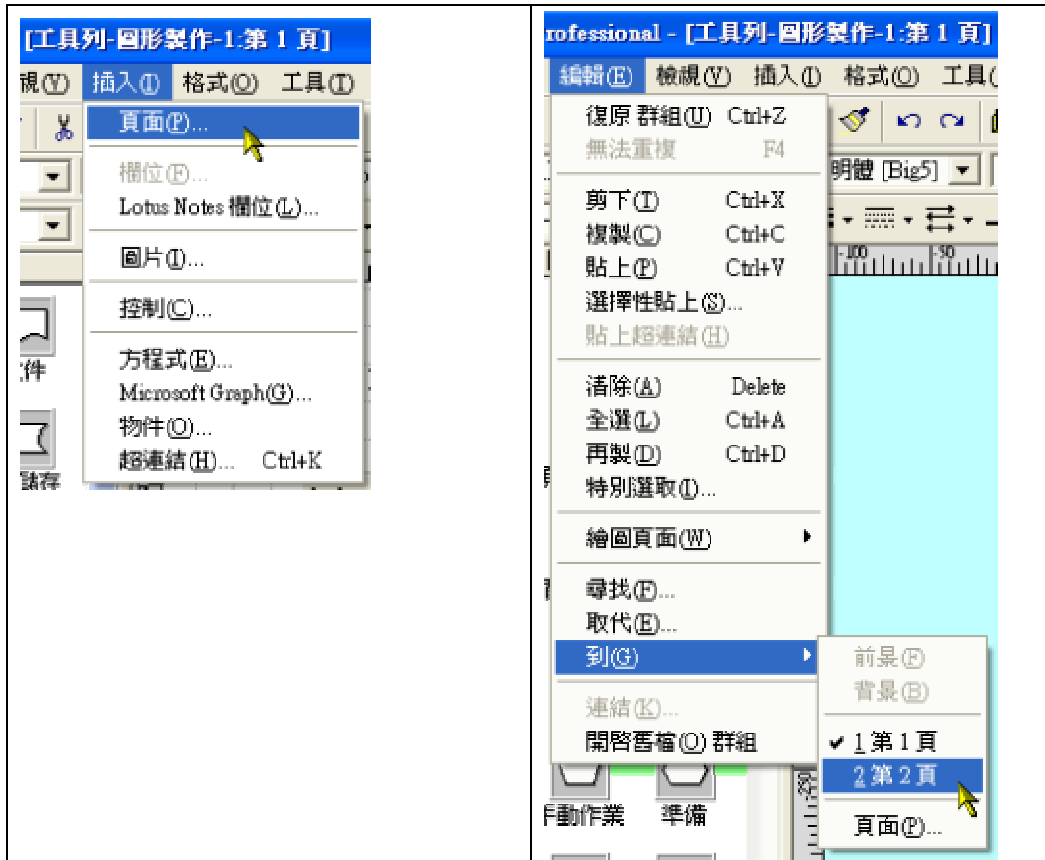 [工具列-圖形製作-1:第 1 頁]
視(V) 插入(I) 格式(O) 工具(T)
頁面(P)...
欄位(F)...
Lotus Notes 欄位(L)...
圖片(I)...
控制(C)...
方程式(E)...
Microsoft Graph(G)...
物件(O)...
超連結(H)... Ctrl+K
件
儲存
rofessional - [工具列-圖形製作-1:第 1 頁]
編輯(E) 檢視(V) 插入(I) 格式(O) 工具(
復原 群組(U) Ctrl+Z
無法重複 F4
明體 [Big5]
剪下(T) Ctrl+X
複製(C) Ctrl+C
貼上(P) Ctrl+V
-100 -50
選擇性貼上(S)...
貼上超連結(H)
清除(A) Delete
全選(L) Ctrl+A
再製(D) Ctrl+D
特別選取(I)...
繪圖頁面(W)
尋找(F)...
取代(E)...
到(G)
前景(F)
背景(B)
連結(K)...
開啓舊檔(O) 群組
1 第 1 頁
2 第 2 頁
頁面(P)...
手動作業 準備